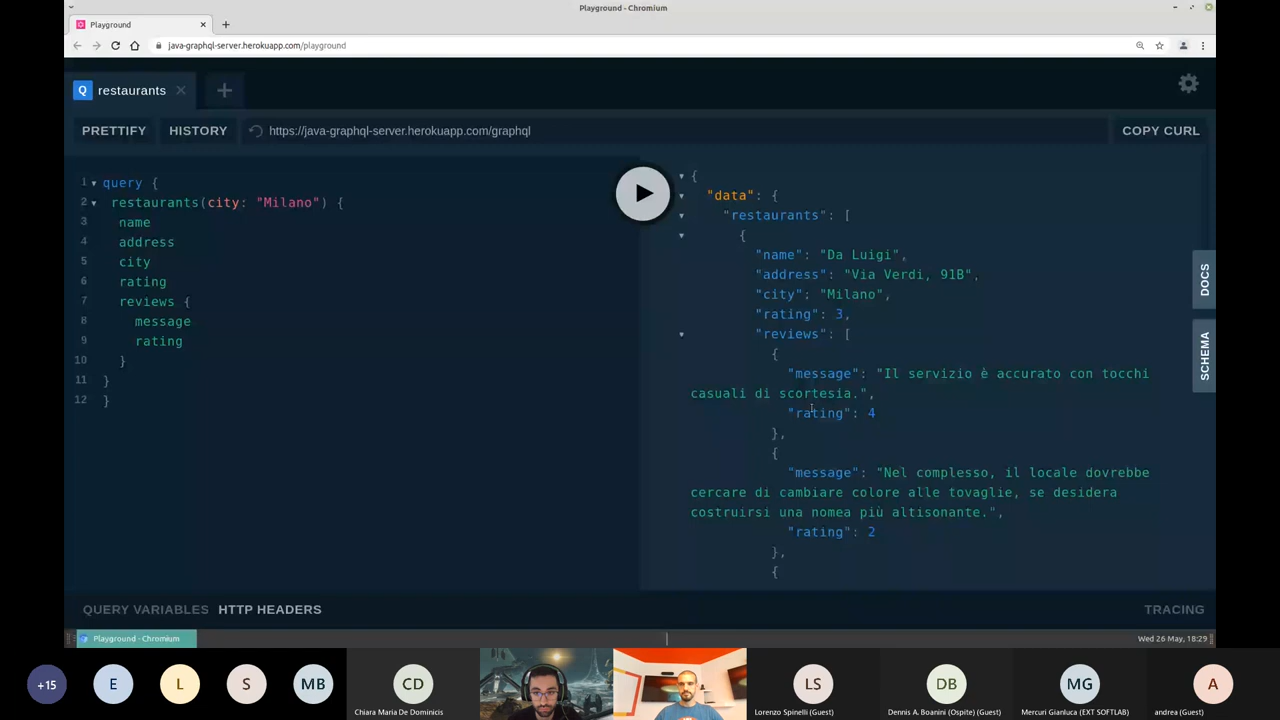 Playground - Chromium
Playground
java-graphql-server.herokuapp.com/playground
Q restaurants
PRETTIFY HISTORY https://java-graphql-server.herokuapp.com/graphql COPY CURL
1 query {
2 restaurants(city: "Milano") {
3 name
4 address
5 city
6 rating
7 reviews {
8 message
9 rating
10 }
11 }
12 }
{
"data": {
"restaurants": [
{
"name": "Da Luigi",
"address": "Via Verdi, 91B",
"city": "Milano",
"rating": 3,
"reviews": [
{
"message": "Il servizio è accurato con tocchi
casuali di scortesia.",
"rating": 4
},
{
"message": "Nel complesso, il locale dovrebbe
cercare di cambiare colore alle tovaglie, se desidera
costruirsi una nomea più altisonante.",
"rating": 2
},
{
DOCS
SCHEMA
QUERY VARIABLES HTTP HEADERS TRACING
Playground - Chromium Wed 26 May, 18:29
+15 E L S MB CD LS DB MG A
Chiara Maria De Dominicis Lorenzo Spinelli (Guest) Dennis A. Boanini (Ospite) (Guest) Mercuri Gianluca (EXT SOFTLAB) andrea (Guest)